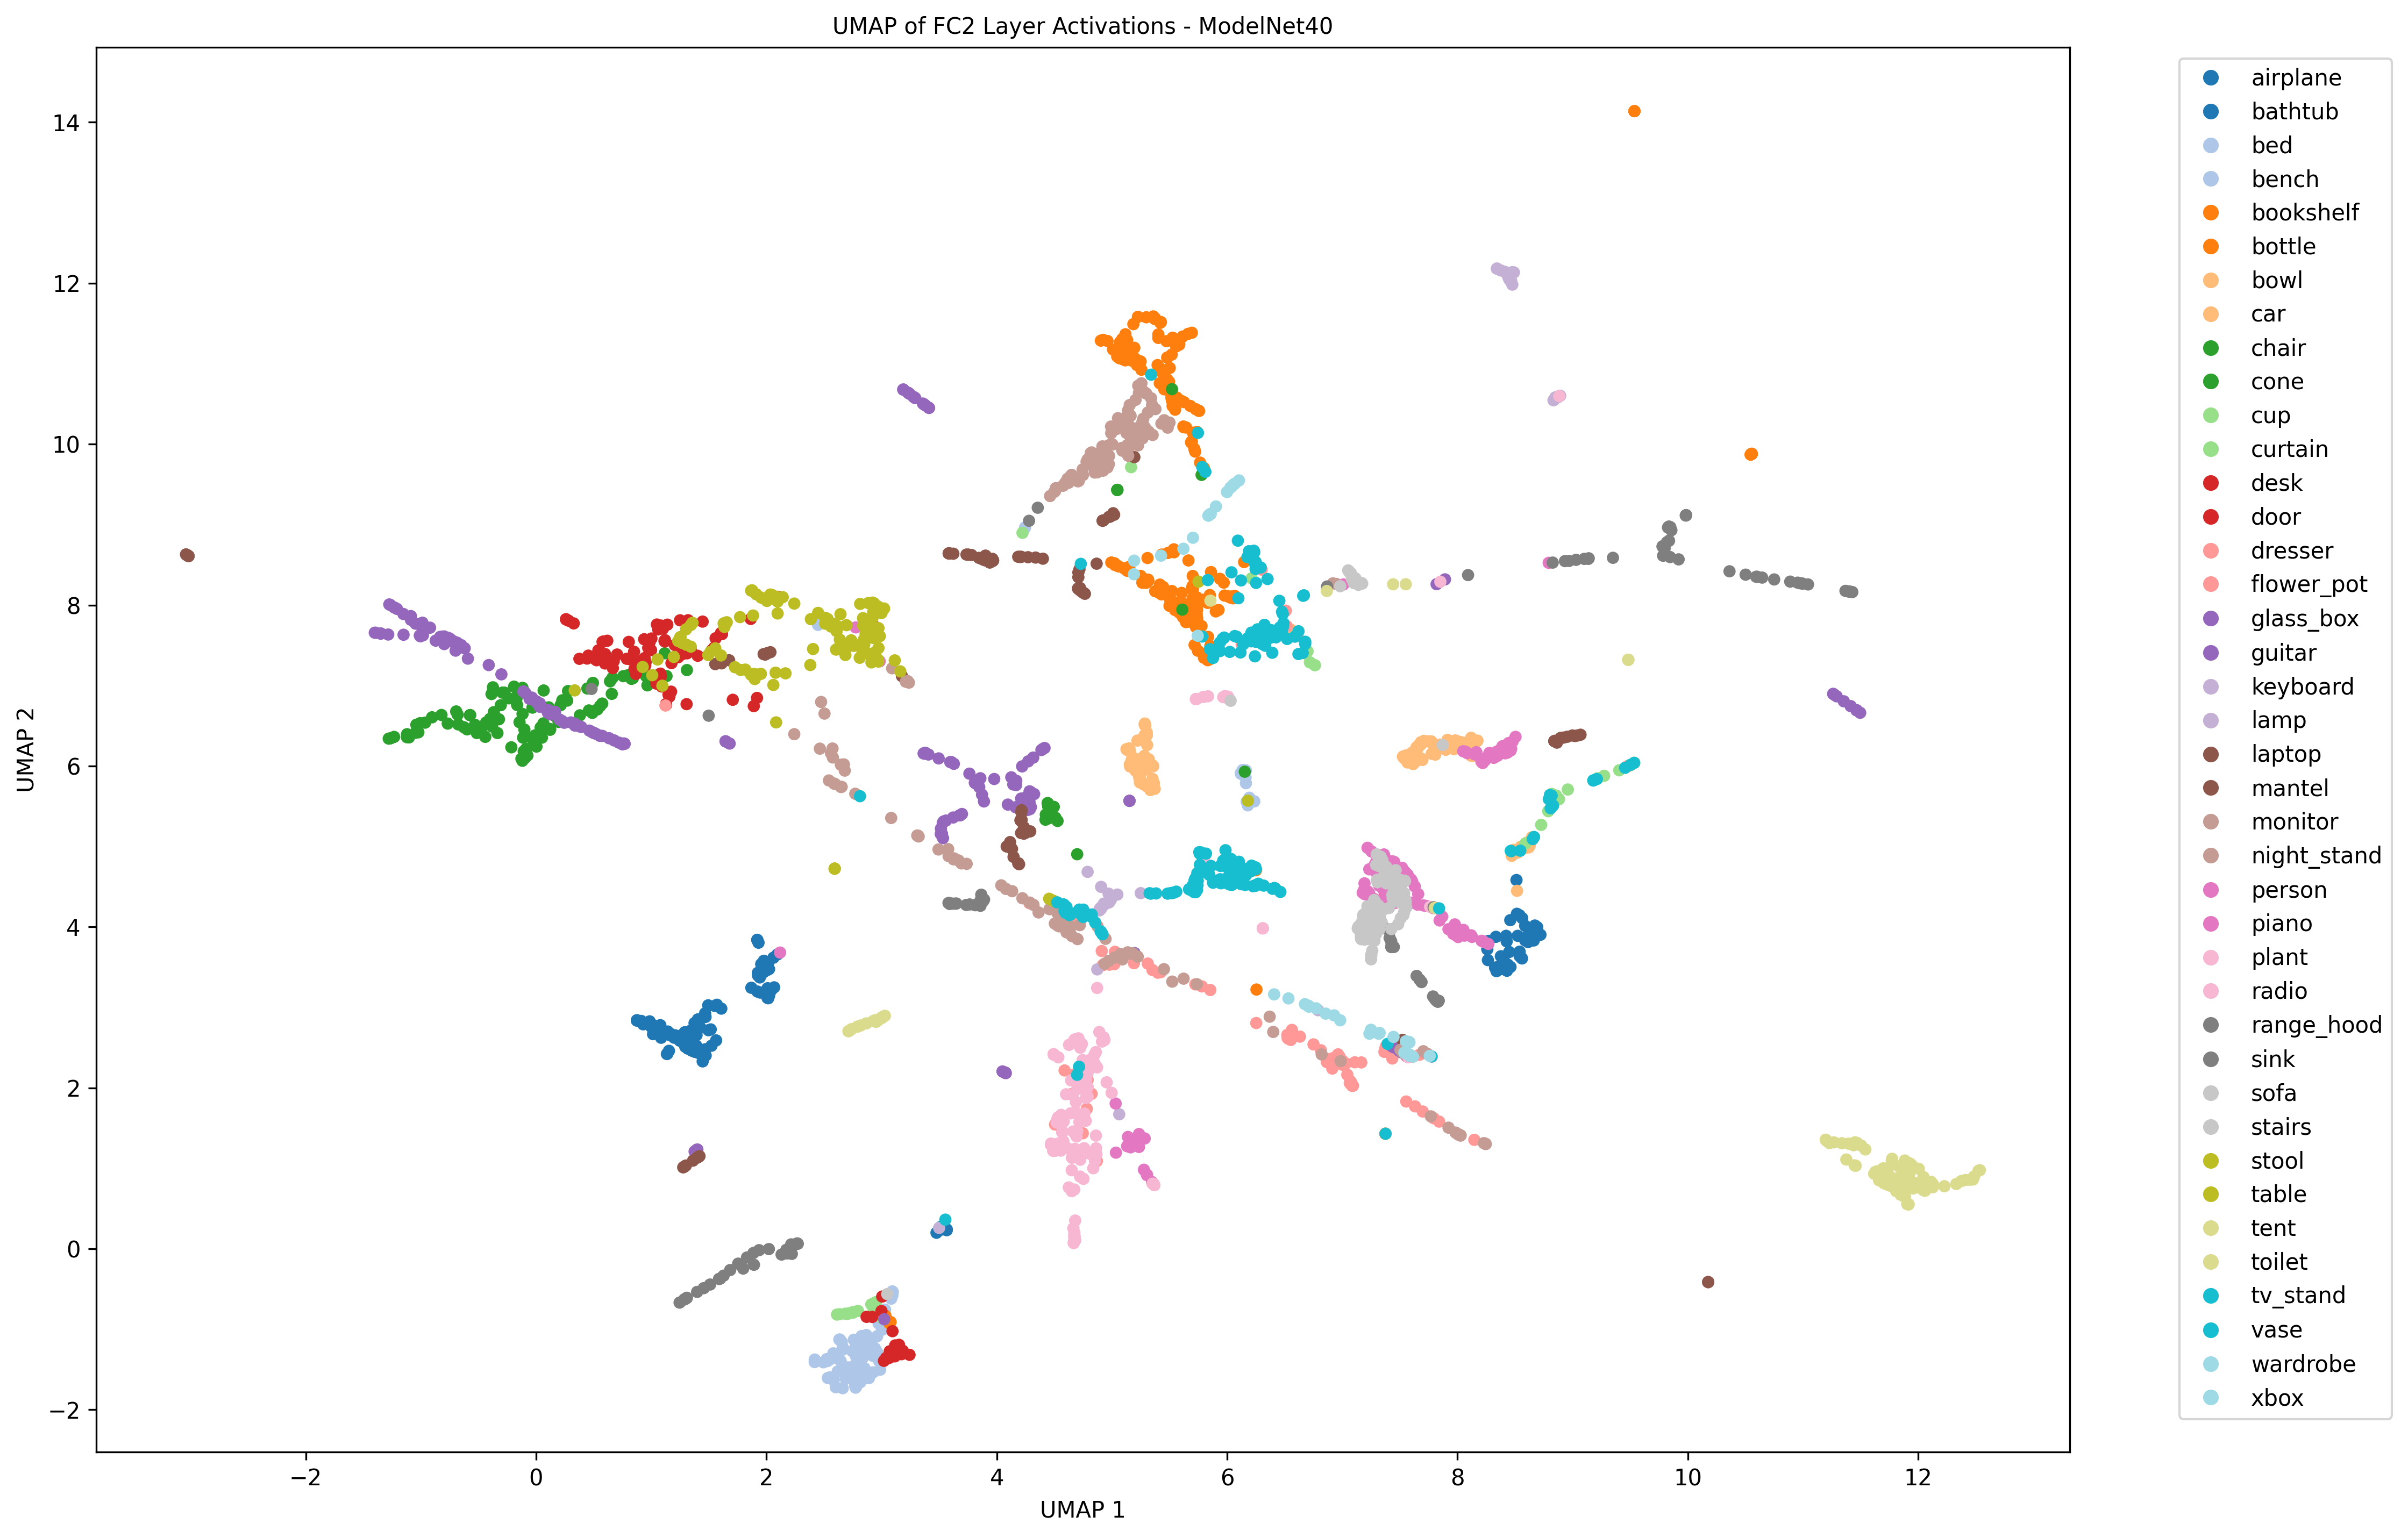 UMAP of FC2 Layer Activations - ModelNet40
14
12
10
8
6
4
2
0
−2
UMAP 2
−2
0
2
4
6
8
10
12
UMAP 1
airplane
bathtub
bed
bench
bookshelf
bottle
bowl
car
chair
cone
cup
curtain
desk
door
dresser
flower_pot
glass_box
guitar
keyboard
lamp
laptop
mantel
monitor
night_stand
person
piano
plant
radio
range_hood
sink
sofa
stairs
stool
table
tent
toilet
tv_stand
vase
wardrobe
xbox